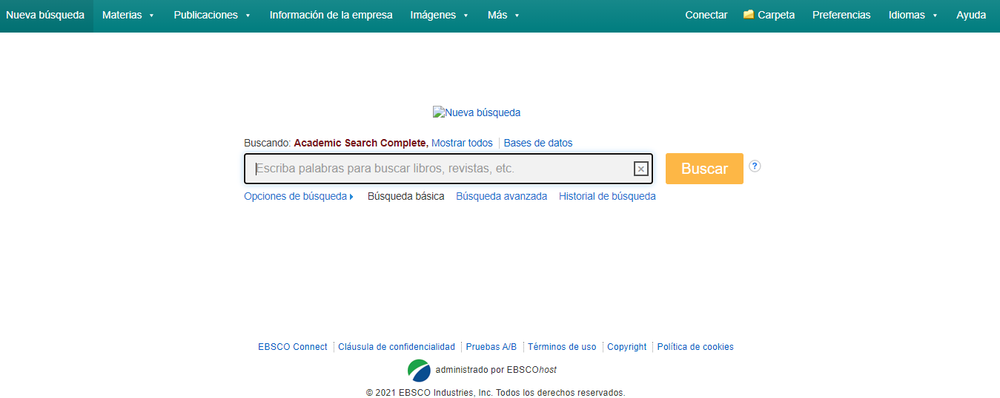 Nueva búsqueda Materias Publicaciones Información de la empresa Imágenes Más Conectar Carpeta Preferencias Idiomas Ayuda
Nueva búsqueda
Buscando: Academic Search Complete, Mostrar todos Bases de datos
Escriba palabras para buscar libros, revistas, etc. Buscar ?
Opciones de búsqueda Búsqueda básica Búsqueda avanzada Historial de búsqueda
EBSCO Connect Cláusula de confidencialidad Pruebas A/B Términos de uso Copyright Política de cookies
administrado por EBSCOhost
© 2021 EBSCO Industries, Inc. Todos los derechos reservados.